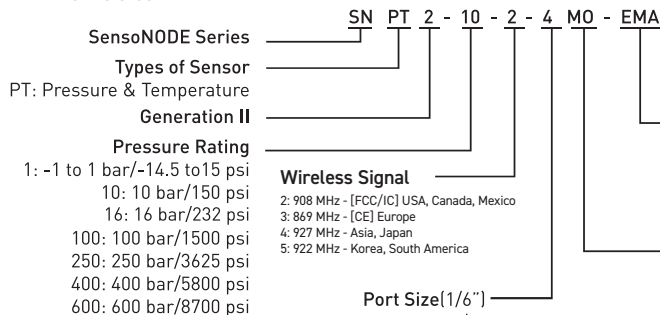 SN PT 2 - 10 - 2 - 4 MO - EMA
SensoNODE Series
Types of Sensor
PT: Pressure & Temperature
Generation II
Pressure Rating
1: -1 to 1 bar/-14.5 to15 psi
10: 10 bar/150 psi
16: 16 bar/232 psi
100: 100 bar/1500 psi
250: 250 bar/3625 psi
400: 400 bar/5800 psi
600: 600 bar/8700 psi
Wireless Signal
2: 908 MHz - [FCC/IC] USA, Canada, Mexico
3: 869 MHz - [CE] Europe
4: 927 MHz - Asia, Japan
5: 922 MHz - Korea, South America
Port Size(1/6”)